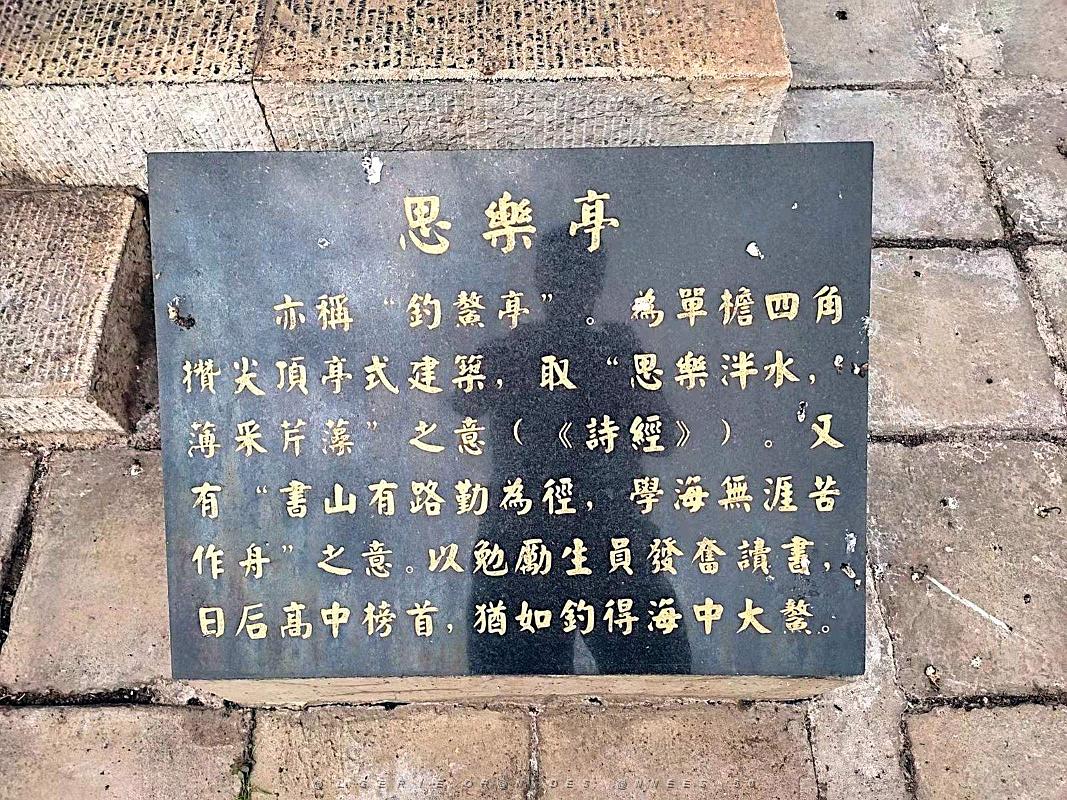 思樂亭
亦稱“釣鰲亭”。為單檐四角
攢尖頂亭式建築，取“思樂泮水，
薄采芹藻”之意（《詩經》）。又
有“書山有路勤為徑，學海無涯苦
作舟”之意。以勉勵生員發奮讀書，
日后高中榜首，猶如釣得海中大鰲。